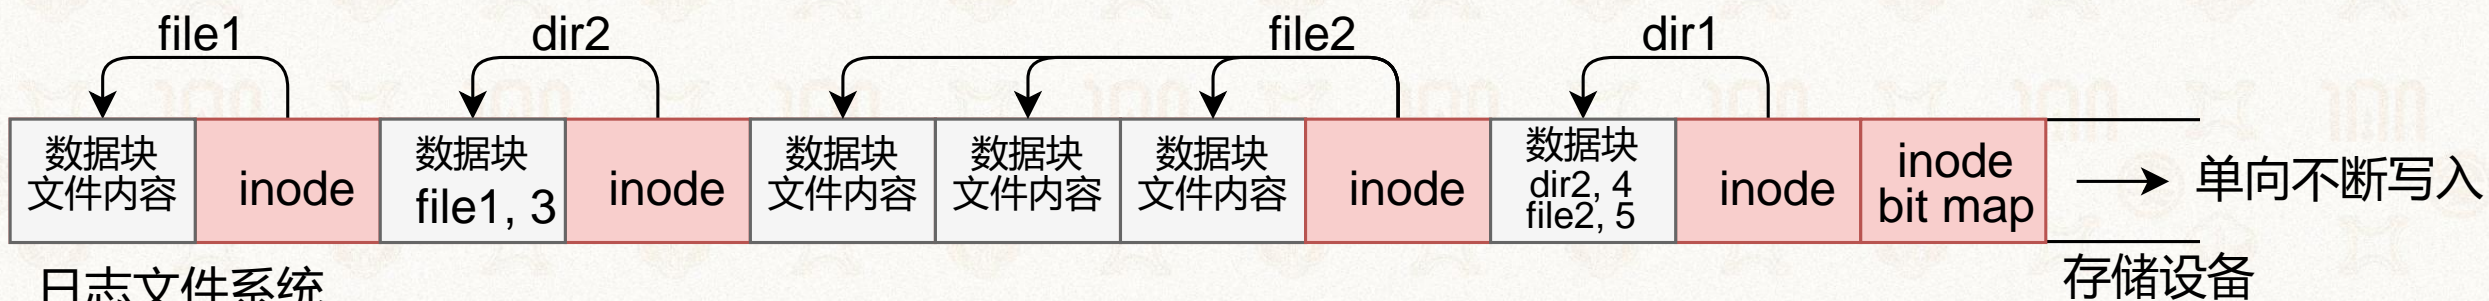 file1
dir2
file2
dir1
数据块
文件内容
inode
数据块
file1, 3
inode
数据块
文件内容
数据块
文件内容
数据块
文件内容
inode
数据块
dir2, 4
file2, 5
inode
inode
bit map
单向不断写入
日志文件系统
存储设备